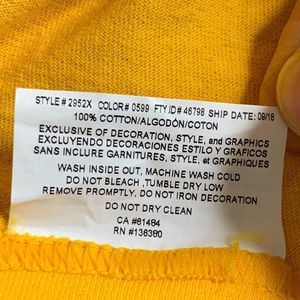 STYLE # 2952X COLOR# 0599 FTY.ID# 46798 SHIP DATE: 09/18
100% COTTON/ALGODÓN/COTON
EXCLUSIVE OF DECORATION, STYLE, and GRAPHICS
EXCLUYENDO DECORACIONES ESTILO Y GRAFICOS
SANS INCLURE GARNITURES, STYLE, et GRAPHIQUES
WASH INSIDE OUT, MACHINE WASH COLD
DO NOT BLEACH ,TUMBLE DRY LOW
REMOVE PROMPTLY, DO NOT IRON DECORATION
DO NOT DRY CLEAN
CA #61484
RN #136380